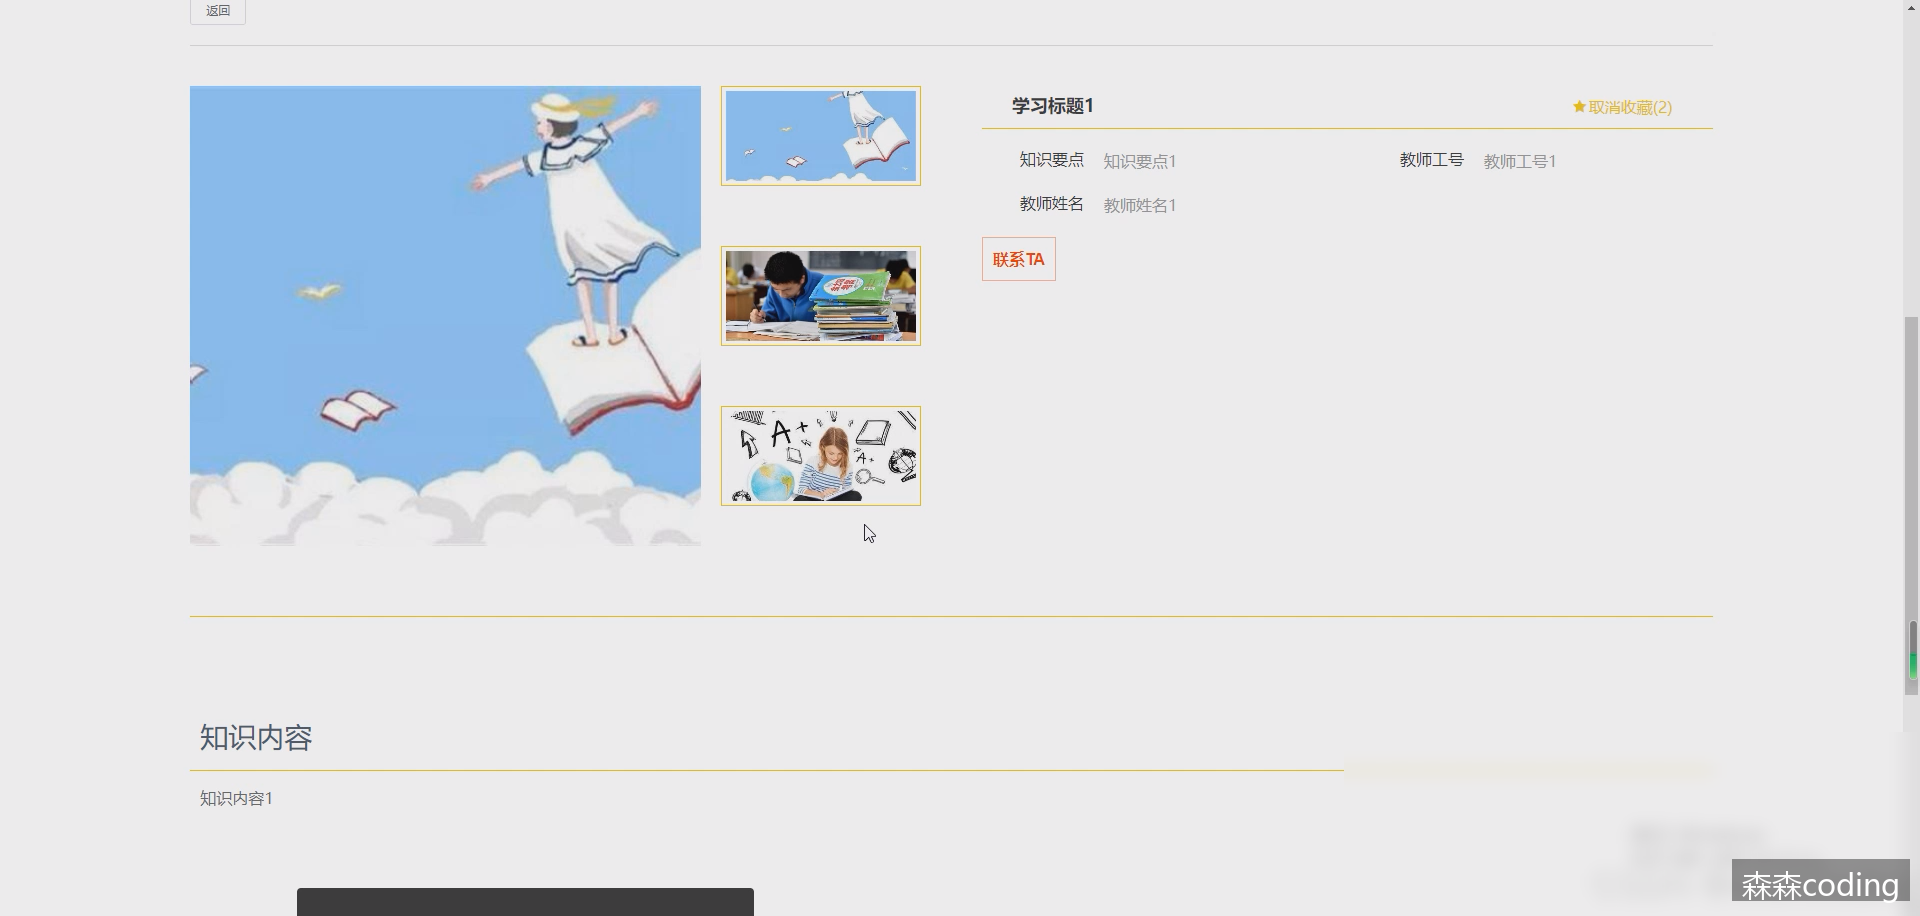 返回
学习标题1
★取消收藏(2)
知识要点 知识要点1 教师工号 教师工号1
教师姓名 教师姓名1
联系TA
A+
A+
知识内容
知识内容1
森森coding